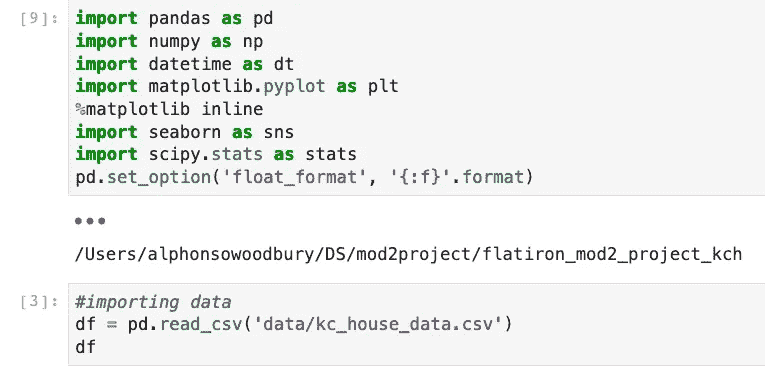 [9]: import pandas as pd
import numpy as np
import datetime as dt
import matplotlib.pyplot as plt
%matplotlib inline
import seaborn as sns
import scipy.stats as stats
pd.set_option('float_format', '{:f}'.format)
•••
/Users/alphonsowoodbury/DS/mod2project/flatiron_mod2_project_kch
[3]: #importing data
df = pd.read_csv('data/kc_house_data.csv')
df